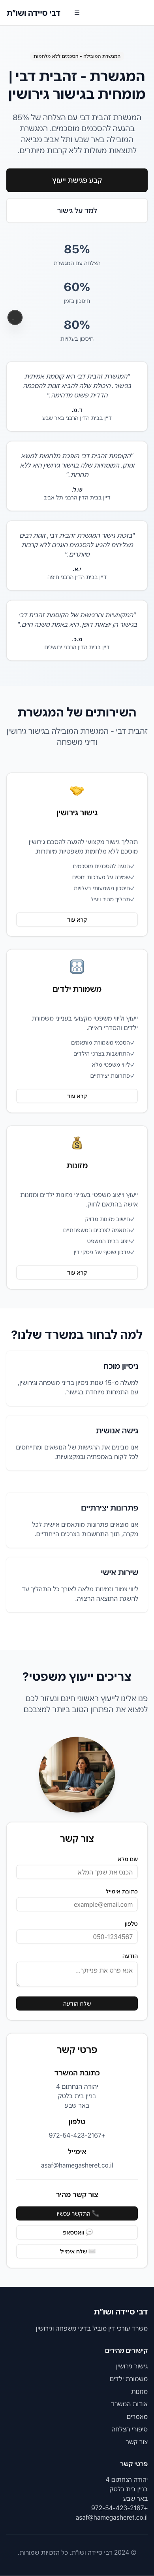 דבי סיידה ושו"ת
☰
המגשרת המובילה - הסכמים ללא מלחמות
המגשרת - זהבית דבי |
מומחית בגישור גירושין
עם זהבית דבי המגשרת הצלחה של 85%
בהגעה להסכמים מוסכמים. המגשרת
המובילה באר שבע ותל אביב מביאה
לתוצאות מעולות ללא קרבות מיותרים.
קבע פגישת ייעוץ
למד על גישור
85%
הצלחה עם המגשרת
60%
חיסכון בזמן
80%
חיסכון בעלויות
"המגשרת זהבית דבי היא קוסמת אמיתית
בגישור. היכולת שלה להביא זוגות להסכמה
הדדית פשוט מדהימה."
ד.מ.
דיין בבית הדין הרבני באר שבע
"הקוסמת זהבית דבי הופכת מלחמות למשא
ומתן. המומחיות שלה בגישור גירושין היא ללא
תחרות."
ש.ל.
דיין בבית הדין הרבני תל אביב
"בזכות גישור המגשרת זהבית דבי, זוגות רבים
מצליחים להגיע להסכמים הוגנים ללא קרבות
מיותרים."
י.א.
דיין בבית הדין הרבני חיפה
"המקצועיות והרגישות של הקוסמת זהבית דבי
בגישור הן יוצאות דופן. היא באמת משנה חיים."
מ.כ.
דיין בבית הדין הרבני ירושלים
השירותים של המגשרת
זהבית דבי - המגשרת המובילה בגישור גירושין
ודיני משפחה
גישור גירושין
תהליך גישור מקצועי להגעה להסכם גירושין
מוסכם ללא מלחמות משפטיות מיותרות.
✓הגעה להסכמים מוסכמים
✓שמירה על מערכות יחסים
✓חיסכון משמעותי בעלויות
✓תהליך מהיר ויעיל
קרא עוד
משמורת ילדים
ייעוץ וליווי משפטי מקצועי בענייני משמורת
ילדים והסדרי ראייה.
✓הסכמי משמורת מותאמים
✓התחשבות בצרכי הילדים
✓ליווי משפטי מלא
✓פתרונות יצירתיים
קרא עוד
מזונות
ייעוץ וייצוג משפטי בענייני מזונות ילדים ומזונות
אישה בהתאם לחוק.
✓חישוב מזונות מדויק
✓התאמה לצרכים המשפחתיים
✓ייצוג בבית המשפט
✓עדכון שוטף של פסקי דין
קרא עוד
למה לבחור במשרד שלנו?
ניסיון מוכח
למעלה מ-15 שנות ניסיון בדיני משפחה וגירושין,
עם התמחות מיוחדת בגישור.
גישה אנושית
אנו מבינים את הרגישות של הנושאים ומתייחסים
לכל לקוח באמפתיה ובמקצועיות.
פתרונות יצירתיים
אנו מוצאים פתרונות מותאמים אישית לכל
מקרה, תוך התחשבות בצרכים הייחודיים.
שירות אישי
ליווי צמוד וזמינות מלאה לאורך כל התהליך עד
להשגת התוצאה הרצויה.
צריכים ייעוץ משפטי?
פנו אלינו לייעוץ ראשוני חינם ונעזור לכם
למצוא את הפתרון הטוב ביותר למצבכם
צור קשר
שם מלא
הכנס את שמך המלא
כתובת אימייל
example@email.com
טלפון
050-1234567
הודעה
אנא פרט את פנייתך...
שלח הודעה
פרטי קשר
כתובת המשרד
יהודה הנחתום 4
בניין בית בלטק
באר שבע
טלפון
+972-54-423-2167
אימייל
asaf@hamegasheret.co.il
צור קשר מהיר
📞 התקשר עכשיו
💬 וואטסאפ
✉️ שלח אימייל
דבי סיידה ושו"ת
משרד עורכי דין מוביל בדיני משפחה וגירושין
קישורים מהירים
גישור גירושין
משמורת ילדים
מזונות
אודות המשרד
מאמרים
סיפורי הצלחה
צור קשר
פרטי קשר
יהודה הנחתום 4
בניין בית בלטק
באר שבע
+972-54-423-2167
asaf@hamegasheret.co.il
© 2024 דבי סיידה ושו"ת. כל הזכויות שמורות.